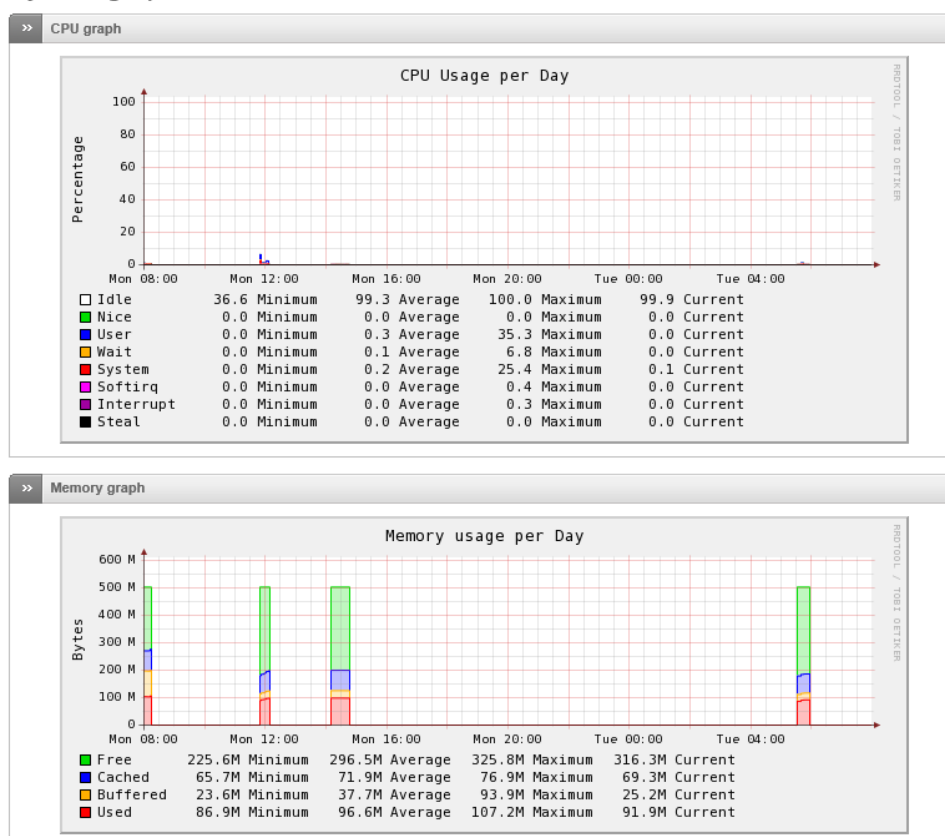 >> CPU graph
CPU Usage per Day
RRDTOOL / TOBI OETIKER
Percentage
100
80
60
40
20
0
Mon 08:00 Mon 12:00 Mon 16:00 Mon 20:00 Tue 00:00 Tue 04:00
Idle 36.6 Minimum 99.3 Average 100.0 Maximum 99.9 Current
Nice 0.0 Minimum 0.0 Average 0.0 Maximum 0.0 Current
User 0.0 Minimum 0.3 Average 35.3 Maximum 0.0 Current
Wait 0.0 Minimum 0.1 Average 6.8 Maximum 0.0 Current
System 0.0 Minimum 0.2 Average 25.4 Maximum 0.1 Current
Softirq 0.0 Minimum 0.0 Average 0.4 Maximum 0.0 Current
Interrupt 0.0 Minimum 0.0 Average 0.3 Maximum 0.0 Current
Steal 0.0 Minimum 0.0 Average 0.0 Maximum 0.0 Current
>> Memory graph
Memory usage per Day
RRDTOOL / TOBI OETIKER
Bytes
600 M
500 M
400 M
300 M
200 M
100 M
0
Mon 08:00 Mon 12:00 Mon 16:00 Mon 20:00 Tue 00:00 Tue 04:00
Free 225.6M Minimum 296.5M Average 325.8M Maximum 316.3M Current
Cached 65.7M Minimum 71.9M Average 76.9M Maximum 69.3M Current
Buffered 23.6M Minimum 37.7M Average 93.9M Maximum 25.2M Current
Used 86.9M Minimum 96.6M Average 107.2M Maximum 91.9M Current